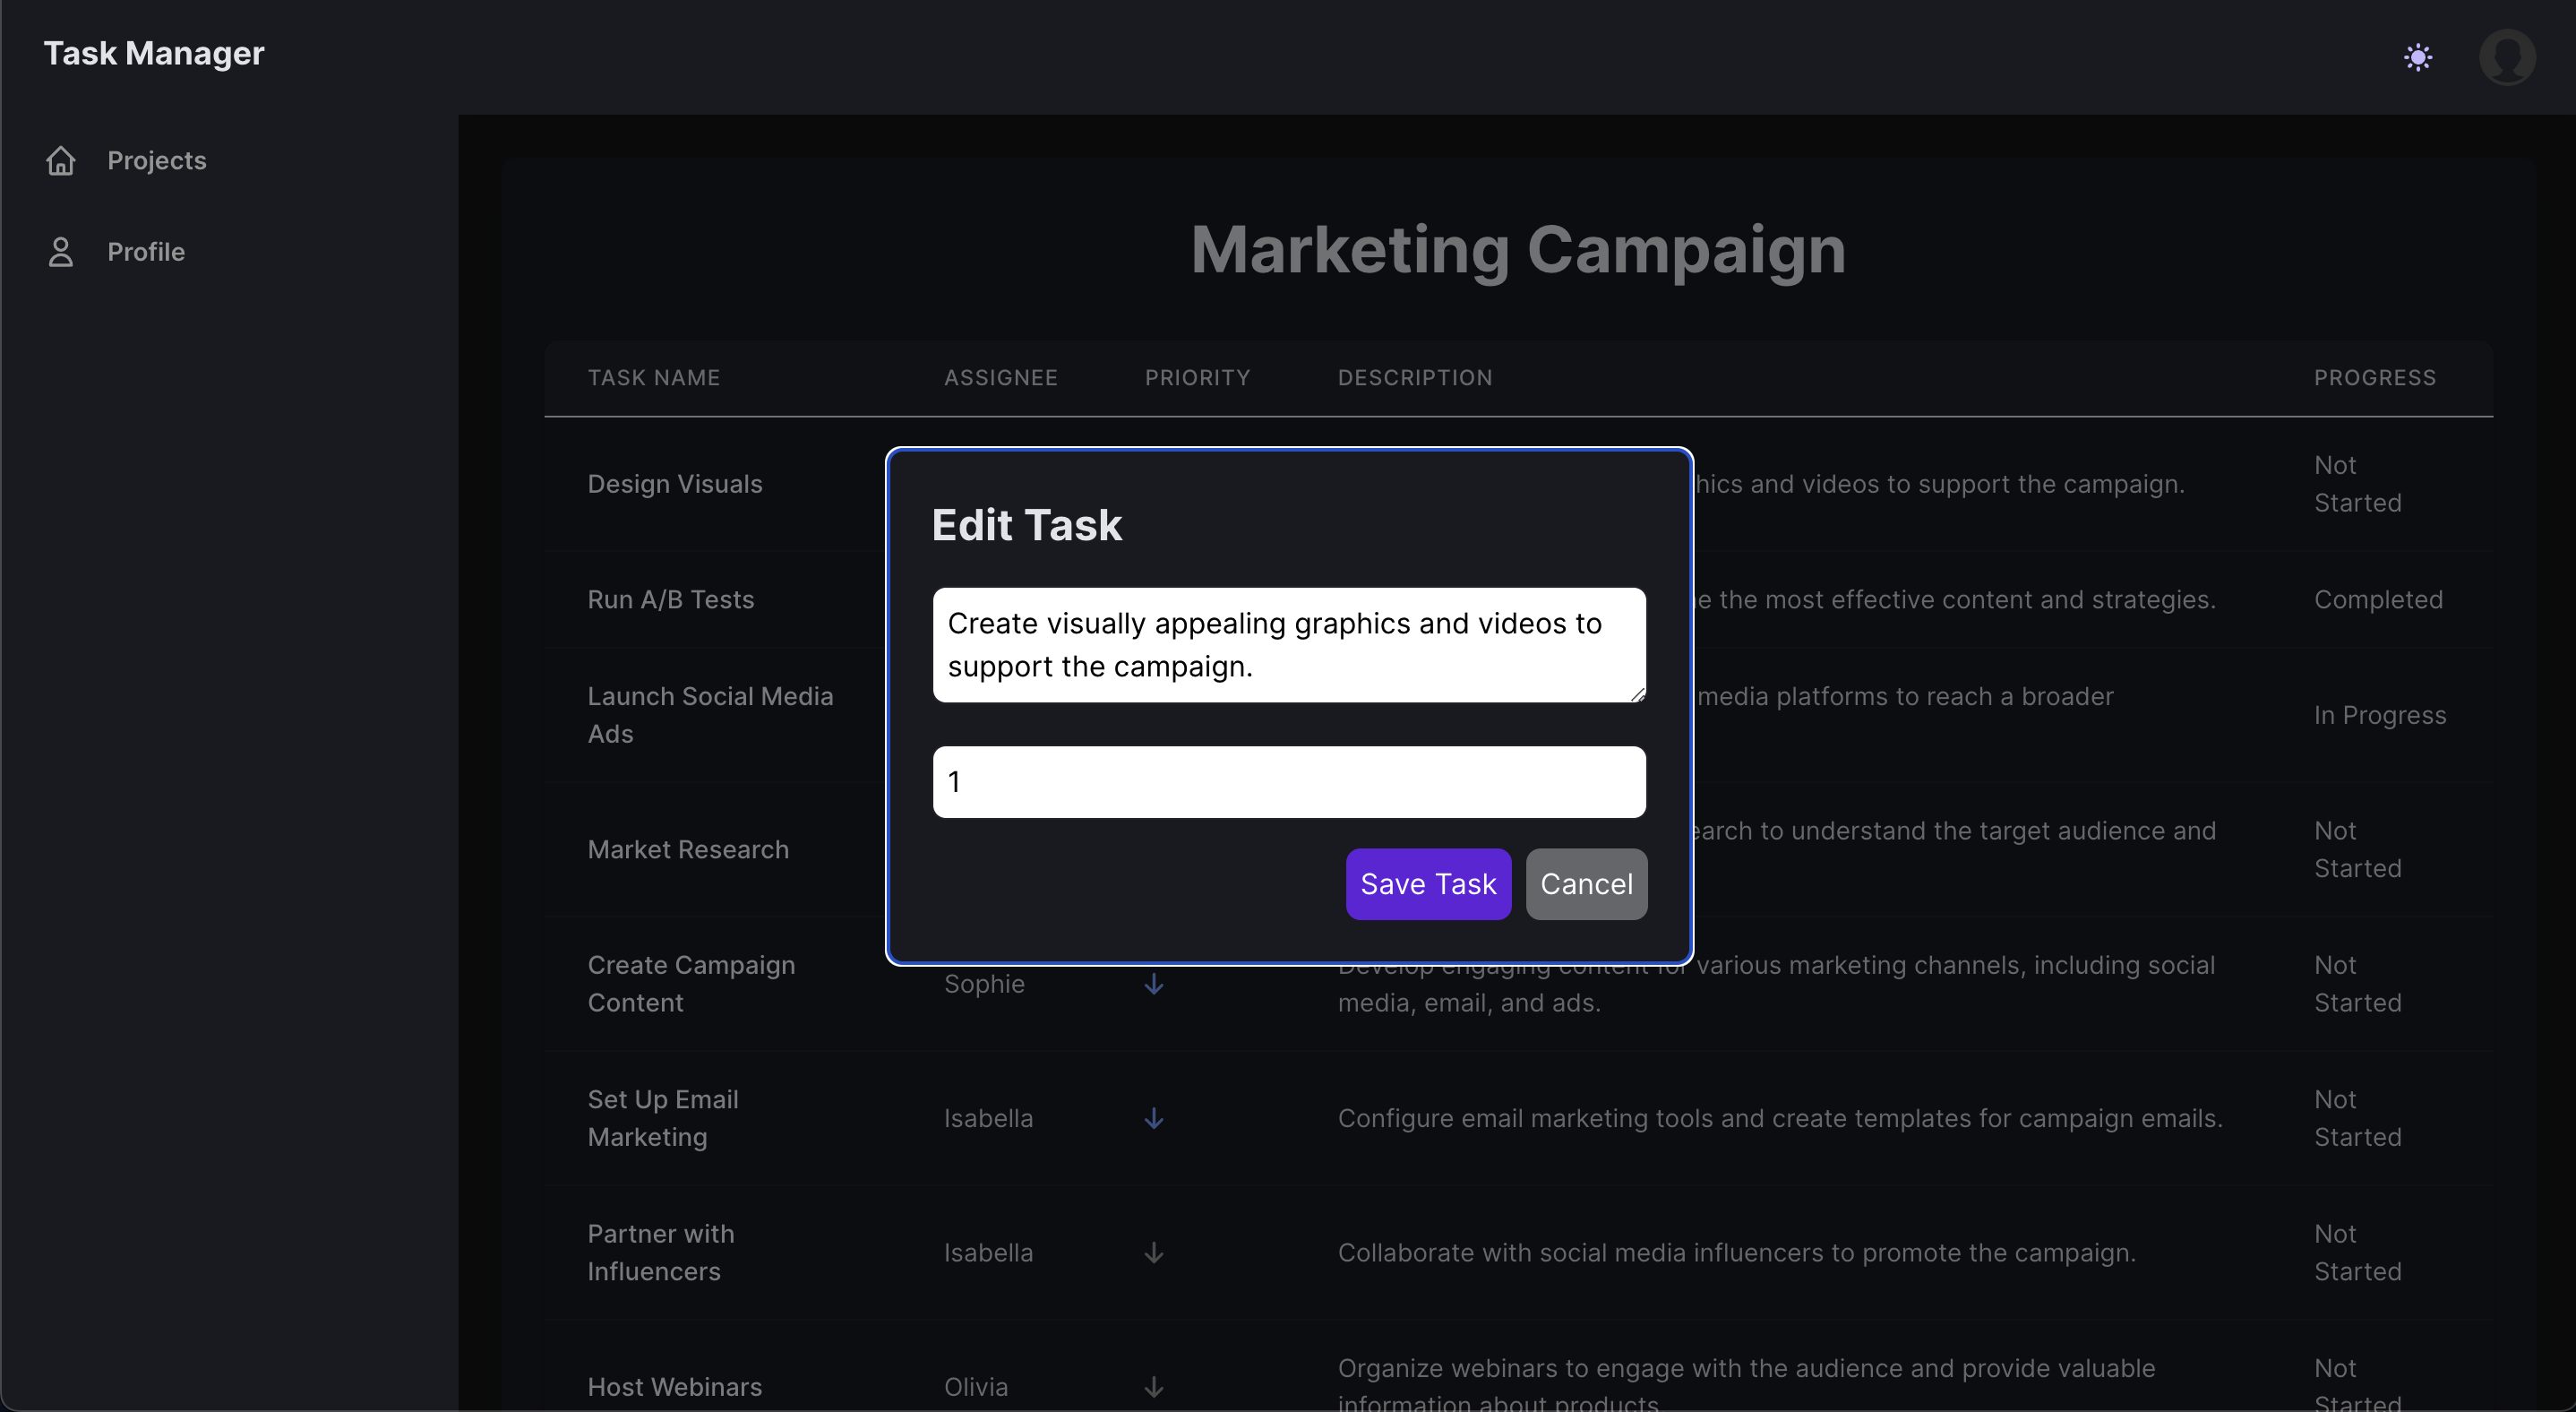 Task Manager
Projects
Profile
Marketing Campaign
TASK NAME ASSIGNEE PRIORITY DESCRIPTION PROGRESS
Design Visuals and videos to support the campaign. Not
Started
Edit Task
Create visually appealing graphics and videos to
support the campaign.
1
Save Task Cancel
Run A/B Tests the most effective content and strategies. Completed
Launch Social Media media platforms to reach a broader
Ads
In Progress
Market Research to understand the target audience and Not
Started
Create Campaign
Content
Sophie
Develop engaging content for various marketing channels, including social
media, email, and ads.
Not
Started
Set Up Email
Marketing
Isabella
Configure email marketing tools and create templates for campaign emails.
Not
Started
Partner with
Influencers
Isabella
Collaborate with social media influencers to promote the campaign.
Not
Started
Host Webinars
Olivia
Organize webinars to engage with the audience and provide valuable
information about products
Not
Started